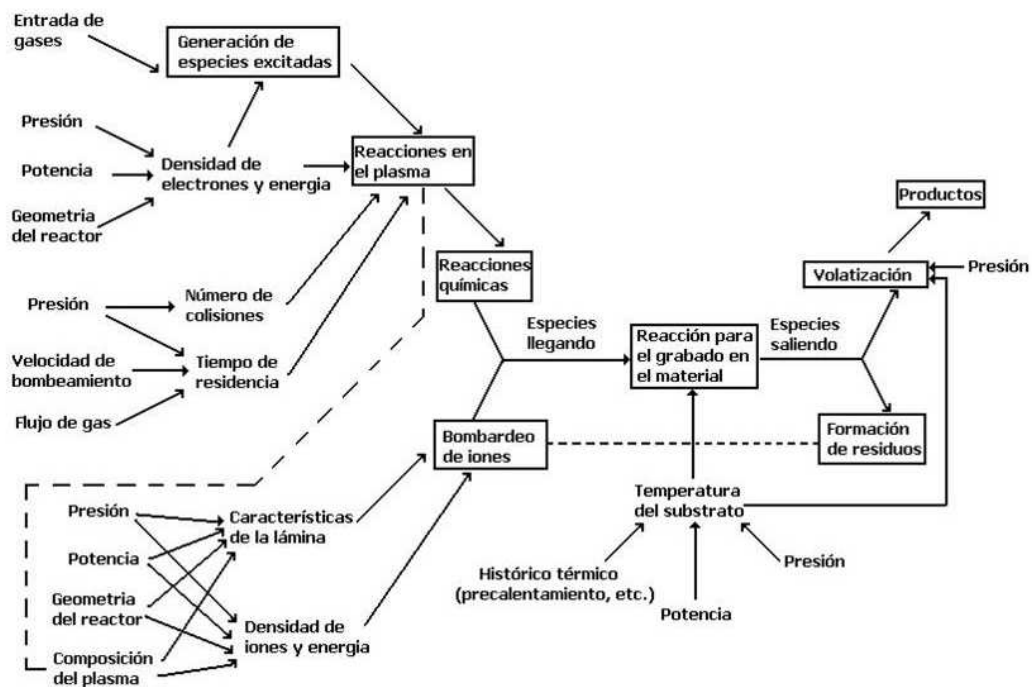 Entrada de
gases
Generación de
especies excitadas
Presión
Potencia
Geometria
del reactor
Densidad de
electrones y energia
Reacciones en
el plasma
Productos
Reacciones
químicas
Volatización
Presión
Presión
Número de
colisiones
Velocidad de
bombeamiento
Tiempo de
residencia
Flujo de gas
Especies
llegando
Reacción para
el grabado en
el material
Especies
saliendo
Bombardeo
de iones
Formación
de residuos
Presión
Potencia
Geometria
del reactor
Composición
del plasma
Características
de la lámina
Densidad de
iones y energia
Temperatura
del substrato
Histórico térmico
(precalentamiento, etc.)
Potencia
Presión